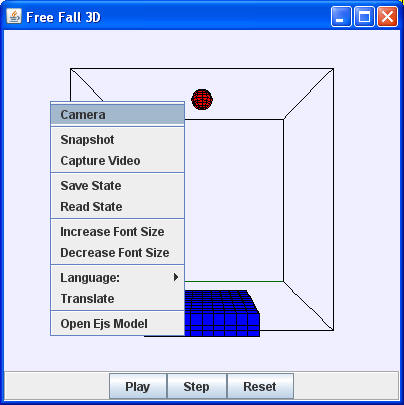 Free Fall 3D
Camera
Snapshot
Capture Video
Save State
Read State
Increase Font Size
Decrease Font Size
Language:
Translate
Open Ejs Model
Play Step Reset